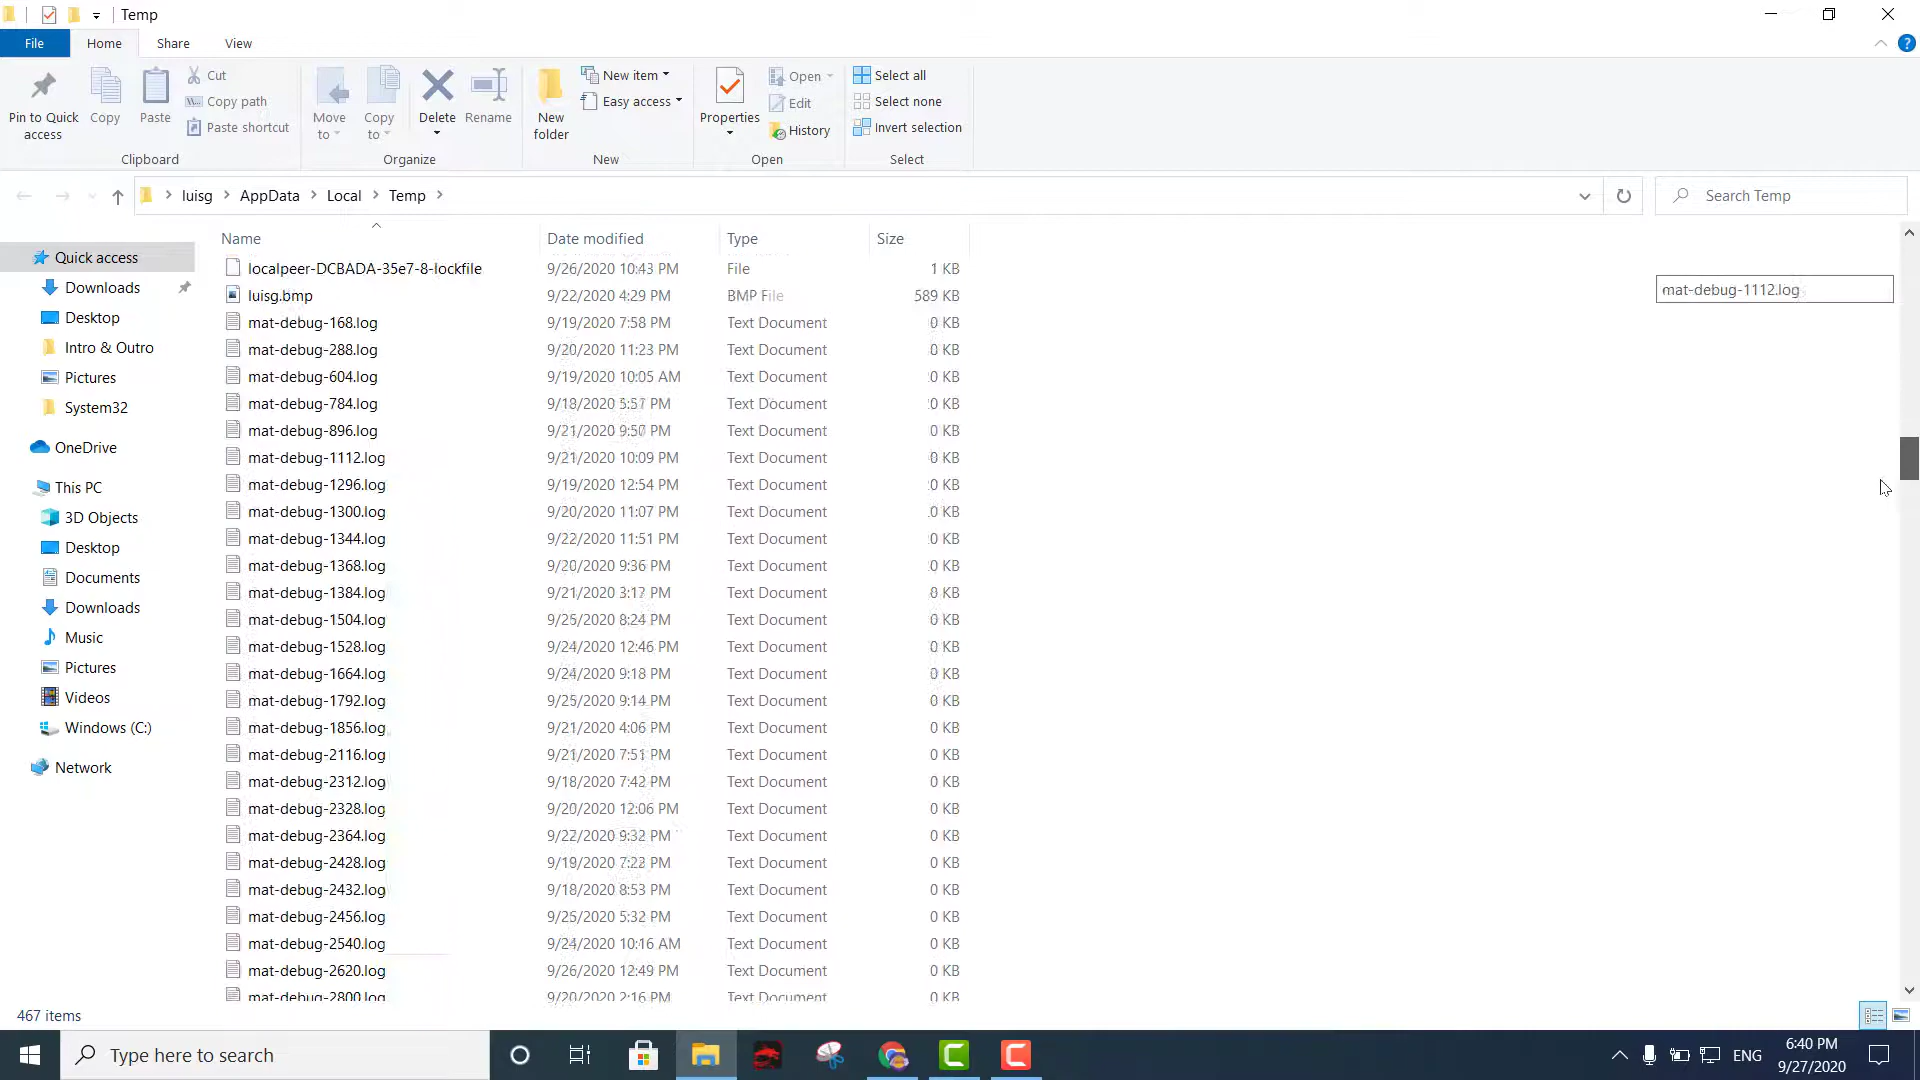 Temp
File Home Share View
Pin to Quick access
Copy
Paste
Cut
Copy path
Paste shortcut
Clipboard
Move to
Copy to
Delete
Rename
Organize
New folder
New item
Easy access
New
Properties
Open
Edit
History
Open
Select all
Select none
Invert selection
Select
luisg > AppData > Local > Temp >
Search Temp
Quick access
Downloads
Desktop
Intro & Outro
Pictures
System32
OneDrive
This PC
3D Objects
Desktop
Documents
Downloads
Music
Pictures
Videos
Windows (C:)
Network
Name Date modified Type Size
localpeer-DCBADA-35e7-8-lockfile 9/26/2020 10:43 PM File 1 KB
luisg.bmp 9/22/2020 4:29 PM BMP File 589 KB
mat-debug-168.log 9/19/2020 7:58 PM Text Document 0 KB
mat-debug-288.log 9/20/2020 11:23 PM Text Document 0 KB
mat-debug-604.log 9/19/2020 10:05 AM Text Document 0 KB
mat-debug-784.log 9/18/2020 5:57 PM Text Document 0 KB
mat-debug-896.log 9/21/2020 9:50 PM Text Document 0 KB
mat-debug-1112.log 9/21/2020 10:09 PM Text Document 0 KB
mat-debug-1296.log 9/19/2020 12:54 PM Text Document 0 KB
mat-debug-1300.log 9/20/2020 11:07 PM Text Document 0 KB
mat-debug-1344.log 9/22/2020 11:51 PM Text Document 0 KB
mat-debug-1368.log 9/20/2020 9:36 PM Text Document 0 KB
mat-debug-1384.log 9/21/2020 3:17 PM Text Document 0 KB
mat-debug-1504.log 9/25/2020 8:24 PM Text Document 0 KB
mat-debug-1528.log 9/24/2020 12:46 PM Text Document 0 KB
mat-debug-1664.log 9/24/2020 9:18 PM Text Document 0 KB
mat-debug-1792.log 9/25/2020 9:14 PM Text Document 0 KB
mat-debug-1856.log 9/21/2020 4:06 PM Text Document 0 KB
mat-debug-2116.log 9/21/2020 7:51 PM Text Document 0 KB
mat-debug-2312.log 9/18/2020 7:42 PM Text Document 0 KB
mat-debug-2328.log 9/20/2020 12:06 PM Text Document 0 KB
mat-debug-2364.log 9/22/2020 9:32 PM Text Document 0 KB
mat-debug-2428.log 9/19/2020 7:23 PM Text Document 0 KB
mat-debug-2432.log 9/18/2020 8:53 PM Text Document 0 KB
mat-debug-2456.log 9/25/2020 5:32 PM Text Document 0 KB
mat-debug-2540.log 9/24/2020 10:16 AM Text Document 0 KB
mat-debug-2620.log 9/26/2020 12:49 PM Text Document 0 KB
mat-debug-2800.log 9/20/2020 2:16 PM Text Document 0 KB
mat-debug-1112.log
467 items
Type here to search
ENG
6:40 PM
9/27/2020